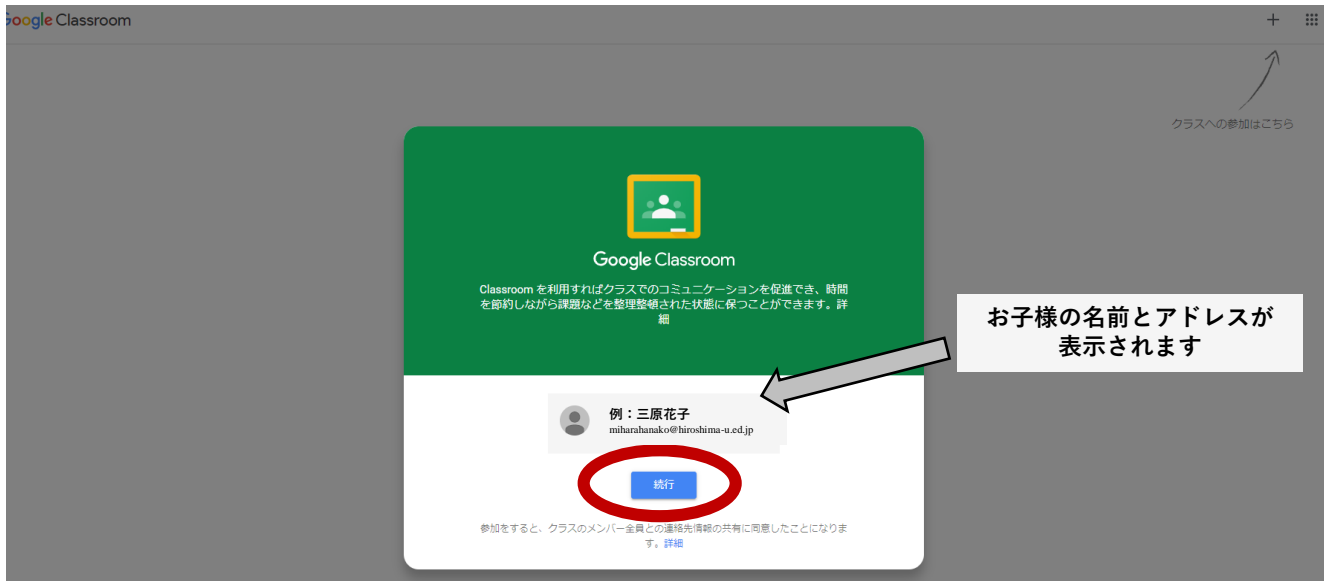 Google Classroom
クラスへの参加はこちら
Google Classroom
Classroom を利用すればクラスでのコミュニケーションを促進でき、時間
を節約しながら課題などを整理整頓された状態に保つことができます。詳
細
お子様の名前とアドレスが
表示されます
例：三原花子
miharahanako@hiroshima-u.ed.jp
続行
参加をすると、クラスのメンバー全員との連絡先情報の共有に同意したことになりま
す。詳細